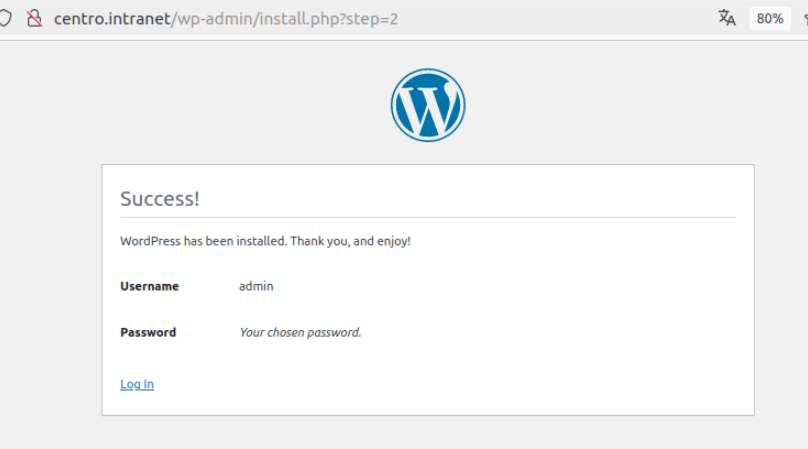 centro.intranet/wp-admin/install.php?step=2
80%
Success!
WordPress has been installed. Thank you, and enjoy!
Username admin
Password Your chosen password.
Log In